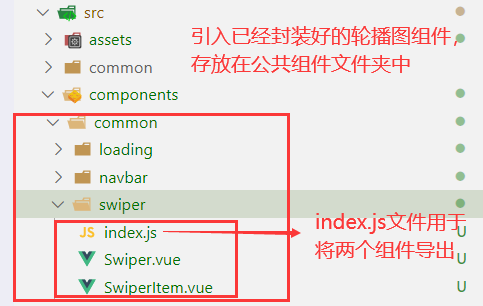 src
assets
引入已经封装好的轮播图组件，
存放在公共组件文件夹中
common
components
common
loading
navbar
swiper
JS index.js
index.js文件用于
将两个组件导出
U
Swiper.vue
U
SwiperItem.vue
U